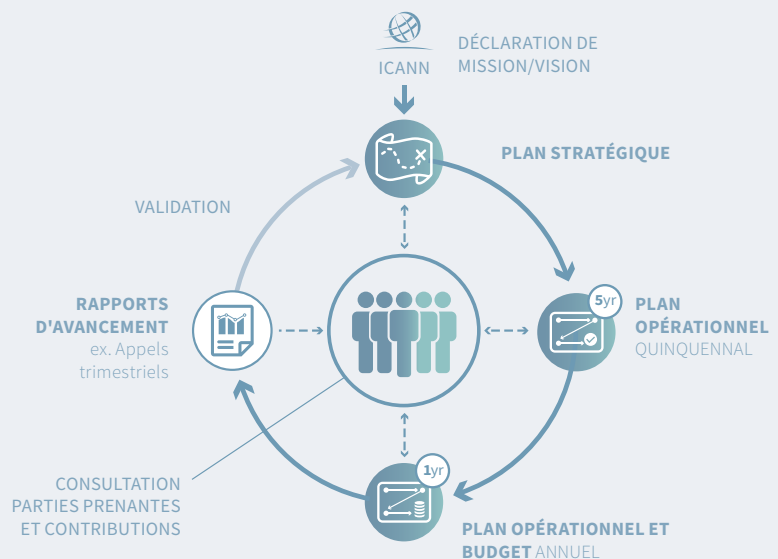 ICANN
DÉCLARATION DE
MISSION/VISION
PLAN STRATÉGIQUE
VALIDATION
5yr
PLAN
OPÉRATIONNEL
QUINQUENNAL
RAPPORTS
D'AVANCEMENT
ex. Appels
trimestriels
1yr
CONSULTATION
PARTIES PRENANTES
ET CONTRIBUTIONS
PLAN OPÉRATIONNEL ET
BUDGET ANNUEL